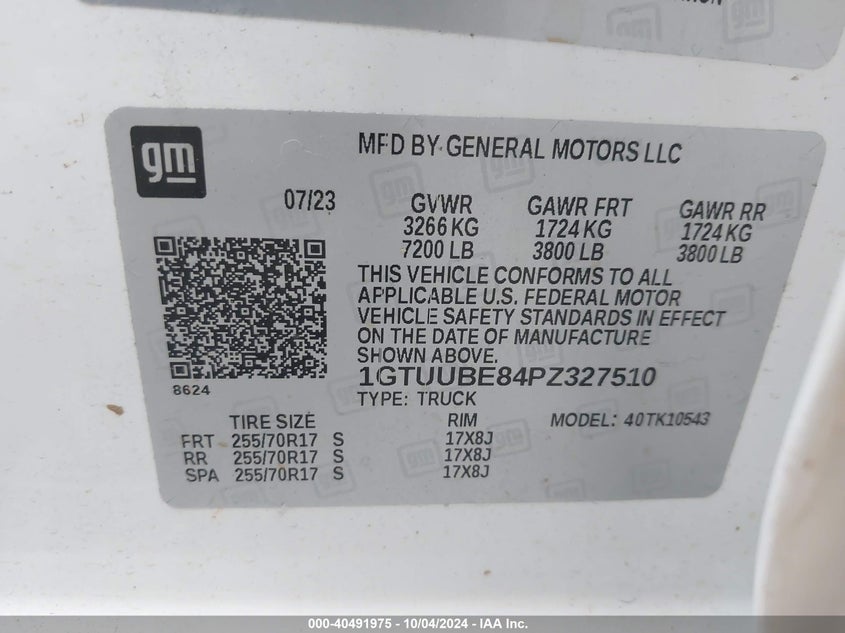 gm
MFD BY GENERAL MOTORS LLC
07/23
GVWR GAWR FRT GAWR RR
3266 KG 1724 KG 1724 KG
7200 LB 3800 LB 3800 LB
THIS VEHICLE CONFORMS TO ALL
APPLICABLE U.S. FEDERAL MOTOR
VEHICLE SAFETY STANDARDS IN EFFECT
ON THE DATE OF MANUFACTURE
SHOWN ABOVE.
8624
1GTUUBE84PZ327510
TYPE: TRUCK
TIRE SIZE RIM MODEL: 40TK10543
FRT 255/70R17 S 17X8J
RR 255/70R17 S 17X8J
SPA 255/70R17 S 17X8J
000-40491975 - 10/04/2024 - IAA Inc.